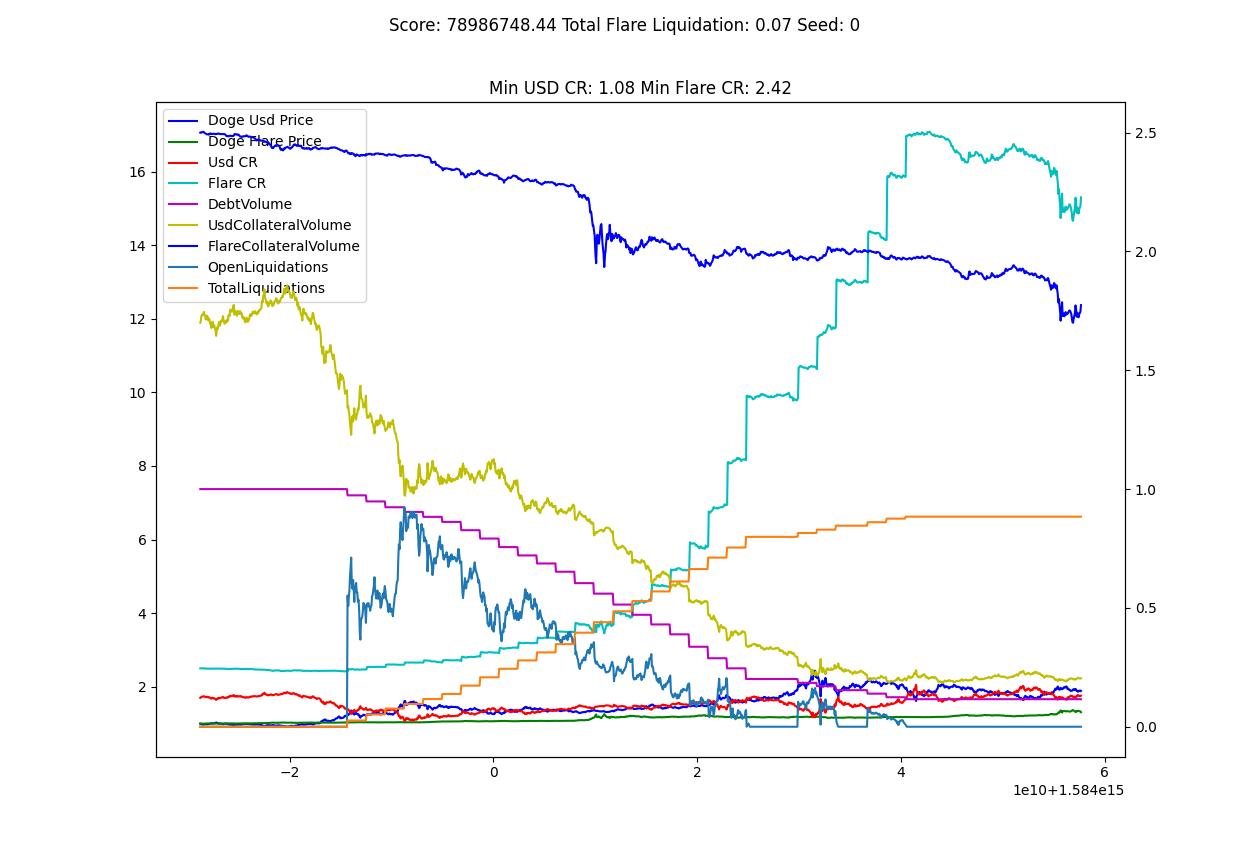 Score: 78986748.44 Total Flare Liquidation: 0.07 Seed: 0
Min USD CR: 1.08 Min Flare CR: 2.42
Doge Usd Price
Doge Flare Price
Usd CR
Flare CR
DebtVolume
UsdCollateralVolume
FlareCollateralVolume
OpenLiquidations
TotalLiquidations
16
14
12
10
8
6
4
2
2.5
2.0
1.5
1.0
0.5
0.0
−2 0 2 4 6
1e10+1.584e15